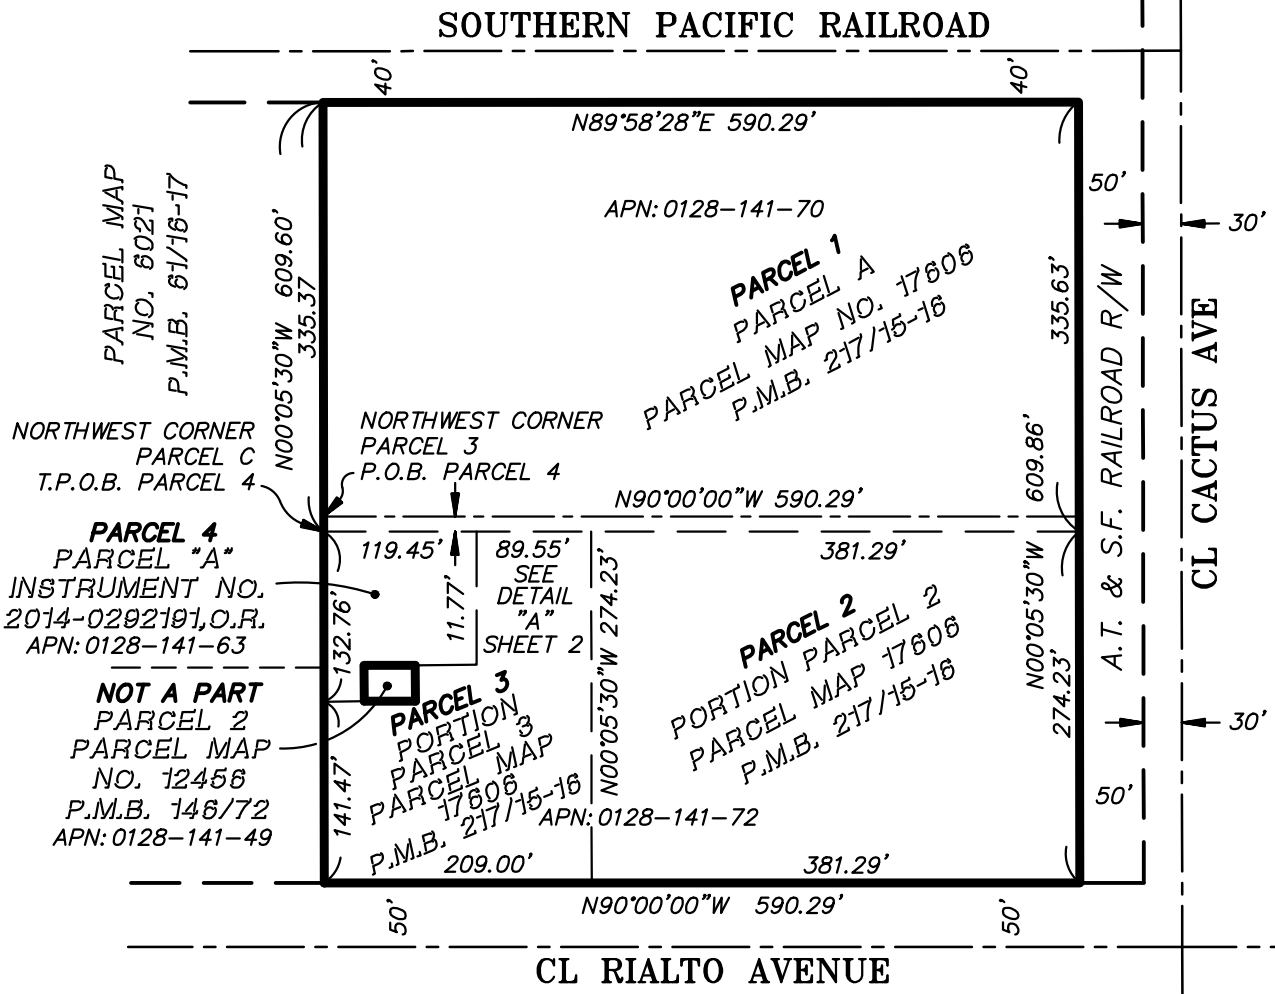 SOUTHERN PACIFIC RAILROAD
40'
40'
N89°58'28"E 590.29'
PARCEL MAP
NO. 6021
P.M.B. 61/16-17
N00°05'30"W 609.60'
335.37
APN: 0128-141-70
PARCEL 1
PARCEL A
PARCEL MAP NO. 17606
P.M.B. 217/15-16
335.63'
609.86'
50'
30'
A.T. & S.F. RAILROAD R/W
CL CACTUS AVE
NORTHWEST CORNER
PARCEL C
T.P.O.B. PARCEL 4
NORTHWEST CORNER
PARCEL 3
P.O.B. PARCEL 4
N90°00'00"W 590.29'
119.45'
89.55'
381.29'
SEE
DETAIL
"A"
SHEET 2
11.77'
132.76'
N00°05'30"W 274.23'
PARCEL 4
PARCEL "A"
INSTRUMENT NO.
2014-0292191,O.R.
APN: 0128-141-63
NOT A PART
PARCEL 2
PARCEL MAP
NO. 12456
P.M.B. 146/72
APN: 0128-141-49
PARCEL 3
PORTION
PARCEL 3
PARCEL MAP
17606
P.M.B. 217/15-16
PARCEL 2
PORTION PARCEL 2
PARCEL MAP 17606
P.M.B. 217/15-16
APN: 0128-141-72
N00°05'30"W
274.23'
30'
50'
141.47'
209.00'
381.29'
N90°00'00"W 590.29'
50'
50'
CL RIALTO AVENUE